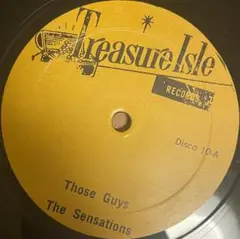 Treasure Isle
RECORDS
Disco 10-A
Those Guys
The Sensations